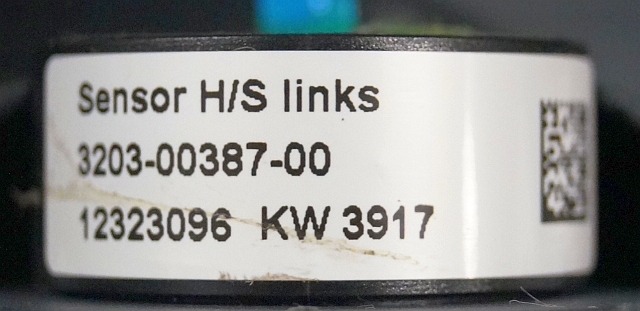 Sensor H/S links
3203-00387-00
12323096 KW 3917